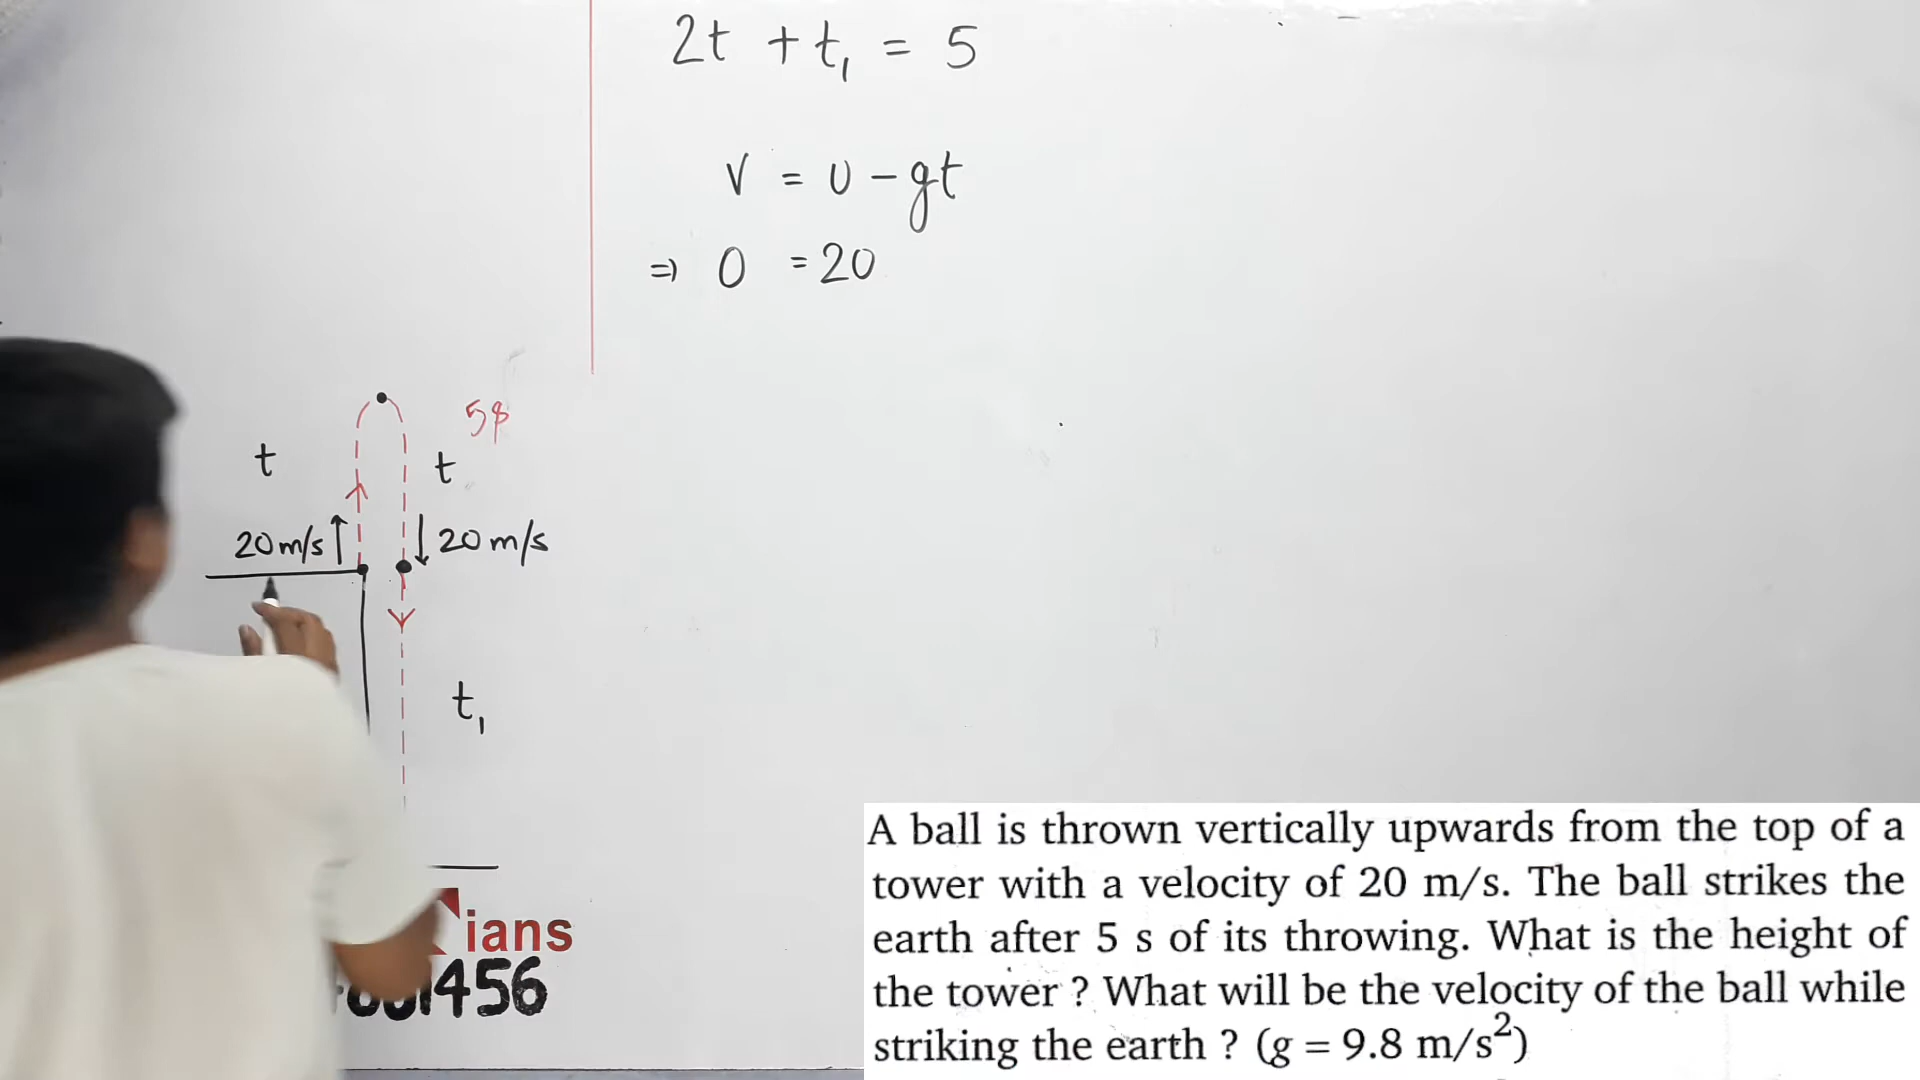 2t + t₁ = 5
v = u - gt
⇒ 0 = 20
5s
t
t
20 m/s
20 m/s
t₁
ians
456
A ball is thrown vertically upwards from the top of a
tower with a velocity of 20 m/s. The ball strikes the
earth after 5 s of its throwing. What is the height of
the tower ? What will be the velocity of the ball while
striking the earth ? (g = 9.8 m/s²)